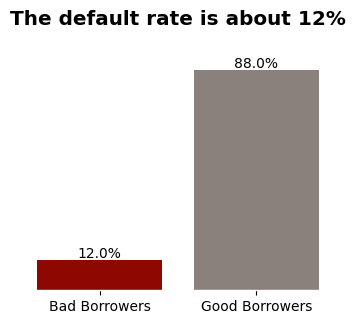 The default rate is about 12%
88.0%
12.0%
Bad Borrowers
Good Borrowers